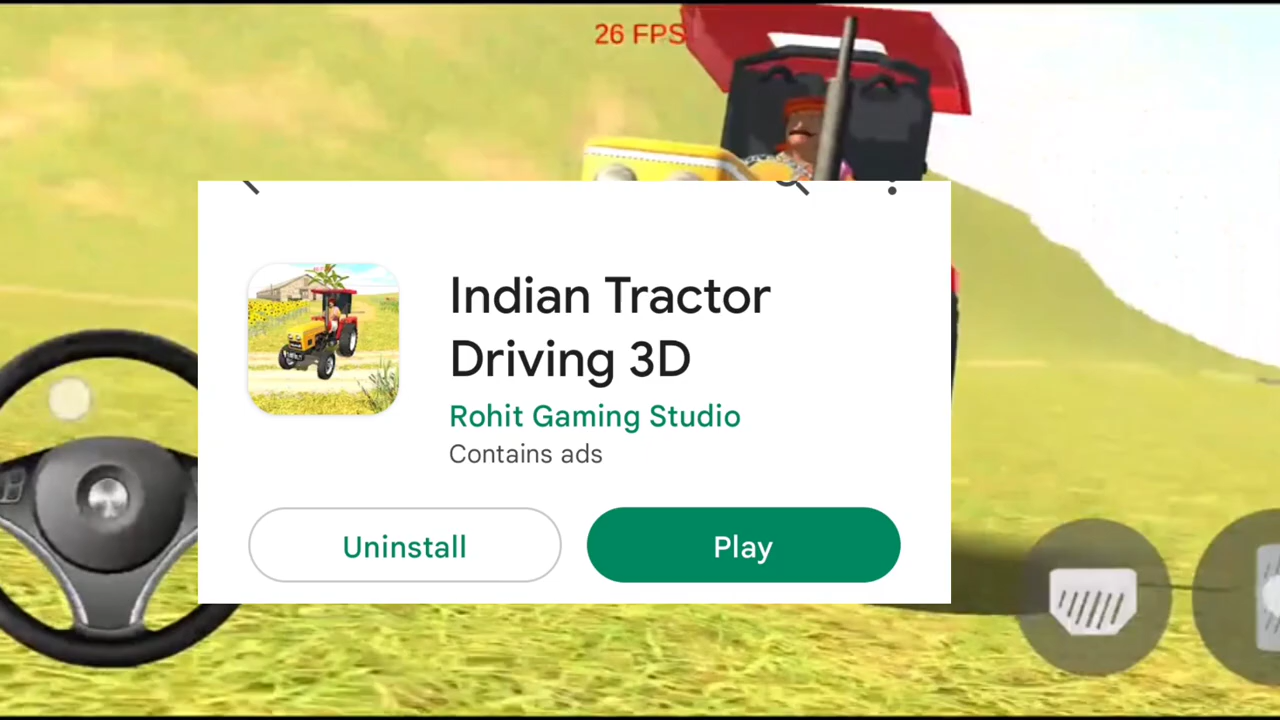 26 FPS
Indian Tractor
Driving 3D
Rohit Gaming Studio
Contains ads
Uninstall
Play